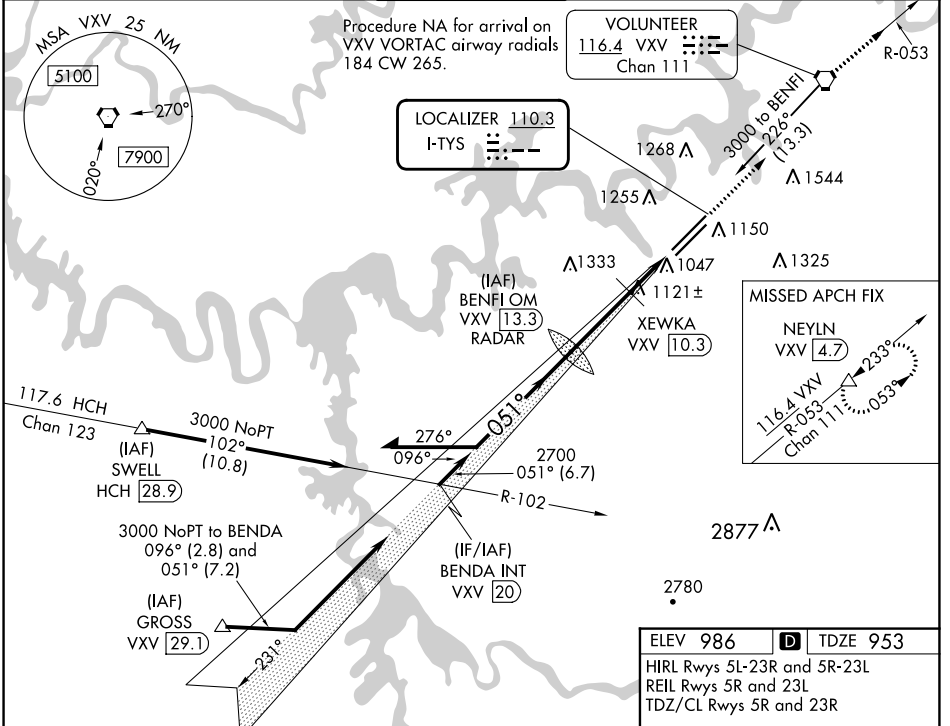 MSA VXV 25 NM
5100
270°
7900
020°
Procedure NA for arrival on
VXV VORTAC airway radials
184 CW 265.
VOLUNTEER
116.4 VXV
Chan 111
R-053
LOCALIZER 110.3
I-TYS
3000 to BENFI
226°
(13.3)
1268
1544
1255
1150
1333
1047
1325
1121±
(IAF)
BENFI OM
VXV 13.3
RADAR
XEWKA
VXV 10.3
MISSED APCH FIX
NEYLN
VXV 4.7
233°
053°
116.4 VXV
R-053
Chan 111
117.6 HCH
Chan 123
3000 NoPT
102°
(10.8)
(IAF)
SWELL
HCH 28.9
051°
276°
096°
2700
051° (6.7)
R-102
3000 NoPT to BENDA
096° (2.8) and
051° (7.2)
(IF/IAF)
BENDA INT
VXV 20
2877
2780
(IAF)
GROSS
VXV 29.1
231°
ELEV 986 D TDZE 953
HIRL Rwys 5L-23R and 5R-23L
REIL Rwys 5R and 23L
TDZ/CL Rwys 5R and 23R